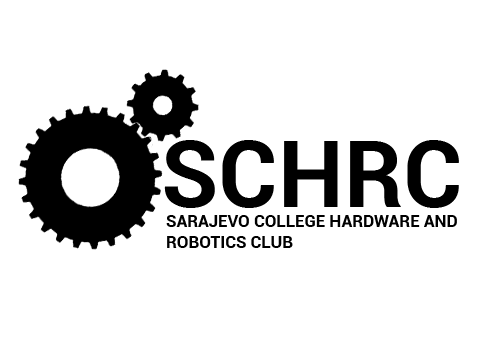 SCHRC
SARAJEVO COLLEGE HARDWARE AND
ROBOTICS CLUB